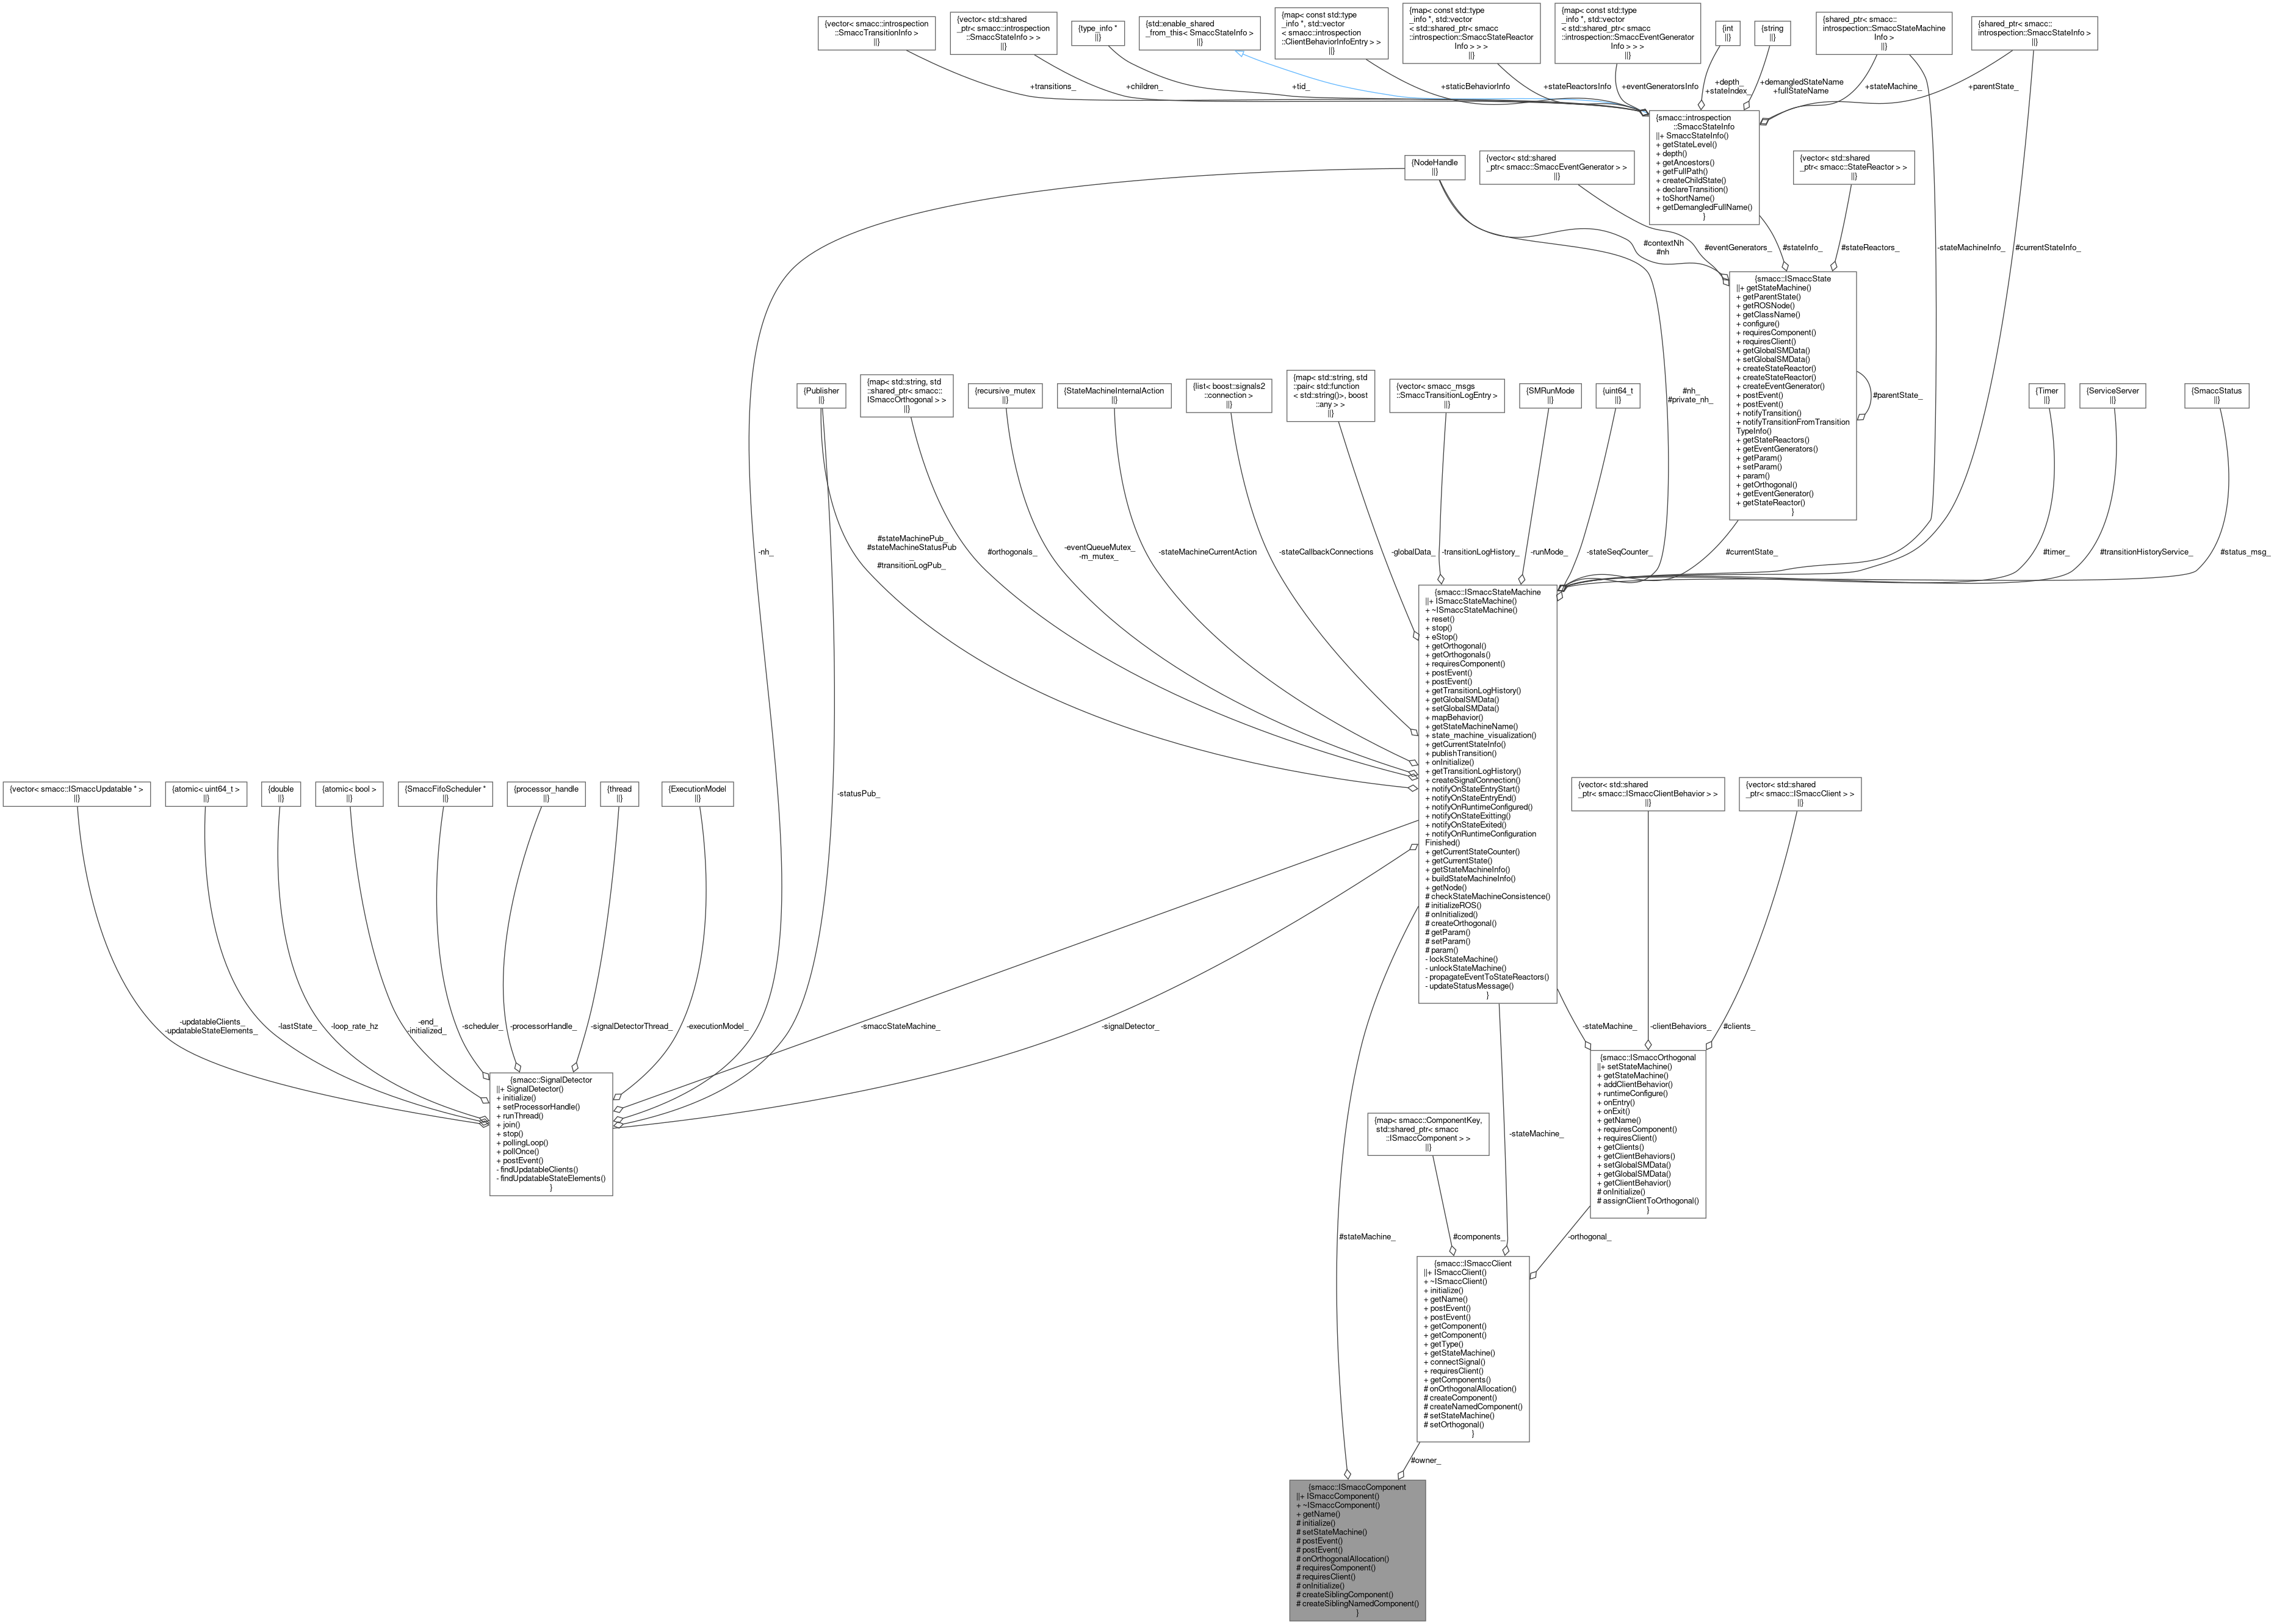 {vector< smacc::introspection
::SmaccTransitionInfo >
||}
{vector< std::shared
_ptr< smacc::introspection
::SmaccStateInfo > >
||}
{type_info *
||}
{std::enable_shared
_from_this< SmaccStateInfo >
||}
{map< const std::type
_info *, std::vector
< smacc::introspection
::ClientBehaviorInfoEntry > >
||}
{map< const std::type
_info *, std::vector
< std::shared_ptr< smacc
::introspection::SmaccStateReactor
Info > > >
||}
{map< const std::type
_info *, std::vector
< std::shared_ptr< smacc
::introspection::SmaccEventGenerator
Info > > >
||}
{int
||}
{string
||}
{shared_ptr< smacc::
introspection::SmaccStateMachine
Info >
||}
{shared_ptr< smacc::
introspection::SmaccStateInfo >
||}
+transitions_
+children_
+tid_
+staticBehaviorInfo
+stateReactorsInfo
+eventGeneratorsInfo
+depth_
+stateIndex_
+demangledStateName
+fullStateName
+stateMachine_
+parentState_
{smacc::introspection
::SmaccStateInfo
||+ SmaccStateInfo()
+ getStateLevel()
+ depth()
+ getAncestors()
+ getFullPath()
+ createChildState()
+ declareTransition()
+ toShortName()
+ getDemangledFullName()
}
{NodeHandle
||}
{vector< std::shared
_ptr< smacc::SmaccEventGenerator > >
||}
{vector< std::shared
_ptr< smacc::StateReactor > >
||}
#contextNh
#nh
#eventGenerators_
#stateInfo_
#stateReactors_
-stateMachineInfo_
#currentStateInfo_
{smacc::ISmaccState
||+ getStateMachine()
+ getParentState()
+ getROSNode()
+ getClassName()
+ configure()
+ requiresComponent()
+ requiresClient()
+ getGlobalSMData()
+ setGlobalSMData()
+ createStateReactor()
+ createStateReactor()
+ createEventGenerator()
+ postEvent()
+ postEvent()
+ notifyTransition()
+ notifyTransitionFromTransition
TypeInfo()
+ getStateReactors()
+ getEventGenerators()
+ getParam()
+ setParam()
+ param()
+ getOrthogonal()
+ getEventGenerator()
+ getStateReactor()
}
#parentState_
{Publisher
||}
{map< std::string, std
::shared_ptr< smacc::
ISmaccOrthogonal > >
||}
{recursive_mutex
||}
{StateMachineInternalAction
||}
{list< boost::signals2
::connection >
||}
{map< std::string, std
::pair< std::function
< std::string()>, boost
::any > >
||}
{vector< smacc_msgs
::SmaccTransitionLogEntry >
||}
{SMRunMode
||}
{uint64_t
||}
#nh_
#private_nh_
{Timer
||}
{ServiceServer
||}
{SmaccStatus
||}
-nh_
#stateMachinePub_
#stateMachineStatusPub
_
#transitionLogPub_
#orthogonals_
-eventQueueMutex_
-m_mutex_
-stateMachineCurrentAction
-stateCallbackConnections
-globalData_
-transitionLogHistory_
-runMode_
-stateSeqCounter_
#currentState_
#timer_
#transitionHistoryService_
#status_msg_
{smacc::ISmaccStateMachine
||+ ISmaccStateMachine()
+ ~ISmaccStateMachine()
+ reset()
+ stop()
+ eStop()
+ getOrthogonal()
+ getOrthogonals()
+ requiresComponent()
+ postEvent()
+ postEvent()
+ getTransitionLogHistory()
+ getGlobalSMData()
+ setGlobalSMData()
+ mapBehavior()
+ getStateMachineName()
+ state_machine_visualization()
+ getCurrentStateInfo()
+ publishTransition()
+ onInitialize()
+ getTransitionLogHistory()
+ createSignalConnection()
+ notifyOnStateEntryStart()
+ notifyOnStateEntryEnd()
+ notifyOnRuntimeConfigured()
+ notifyOnStateExitting()
+ notifyOnStateExited()
+ notifyOnRuntimeConfiguration
Finished()
+ getCurrentStateCounter()
+ getCurrentState()
+ getStateMachineInfo()
+ buildStateMachineInfo()
+ getNode()
# checkStateMachineConsistence()
# initializeROS()
# onInitialized()
# createOrthogonal()
# getParam()
# setParam()
# param()
- lockStateMachine()
- unlockStateMachine()
- propagateEventToStateReactors()
- updateStatusMessage()
}
-statusPub_
{vector< smacc::ISmaccUpdatable * >
||}
{atomic< uint64_t >
||}
{double
||}
{atomic< bool >
||}
{SmaccFifoScheduler *
||}
{processor_handle
||}
{thread
||}
{ExecutionModel
||}
{vector< std::shared
_ptr< smacc::ISmaccClientBehavior > >
||}
{vector< std::shared
_ptr< smacc::ISmaccClient > >
||}
-updatableClients_
-updatableStateElements_
-lastState_
-loop_rate_hz
-end_
-initialized_
-scheduler_
-processorHandle_
-signalDetectorThread_
-executionModel_
-smaccStateMachine_
-signalDetector_
-stateMachine_
-clientBehaviors_
#clients_
{smacc::SignalDetector
||+ SignalDetector()
+ initialize()
+ setProcessorHandle()
+ runThread()
+ join()
+ stop()
+ pollingLoop()
+ pollOnce()
+ postEvent()
- findUpdatableClients()
- findUpdatableStateElements()
}
{smacc::ISmaccOrthogonal
||+ setStateMachine()
+ getStateMachine()
+ addClientBehavior()
+ runtimeConfigure()
+ onEntry()
+ onExit()
+ getName()
+ requiresComponent()
+ requiresClient()
+ getClients()
+ getClientBehaviors()
+ setGlobalSMData()
+ getGlobalSMData()
+ getClientBehavior()
# onInitialize()
# assignClientToOrthogonal()
}
{map< smacc::ComponentKey,
std::shared_ptr< smacc
::ISmaccComponent > >
||}
-stateMachine_
#stateMachine_
#components_
-orthogonal_
{smacc::ISmaccClient
||+ ISmaccClient()
+ ~ISmaccClient()
+ initialize()
+ getName()
+ postEvent()
+ postEvent()
+ getComponent()
+ getComponent()
+ getType()
+ getStateMachine()
+ connectSignal()
+ requiresClient()
+ getComponents()
# onOrthogonalAllocation()
# createComponent()
# createNamedComponent()
# setStateMachine()
# setOrthogonal()
}
#owner_
{smacc::ISmaccComponent
||+ ISmaccComponent()
+ ~ISmaccComponent()
+ getName()
# initialize()
# setStateMachine()
# postEvent()
# postEvent()
# onOrthogonalAllocation()
# requiresComponent()
# requiresClient()
# onInitialize()
# createSiblingComponent()
# createSiblingNamedComponent()
}